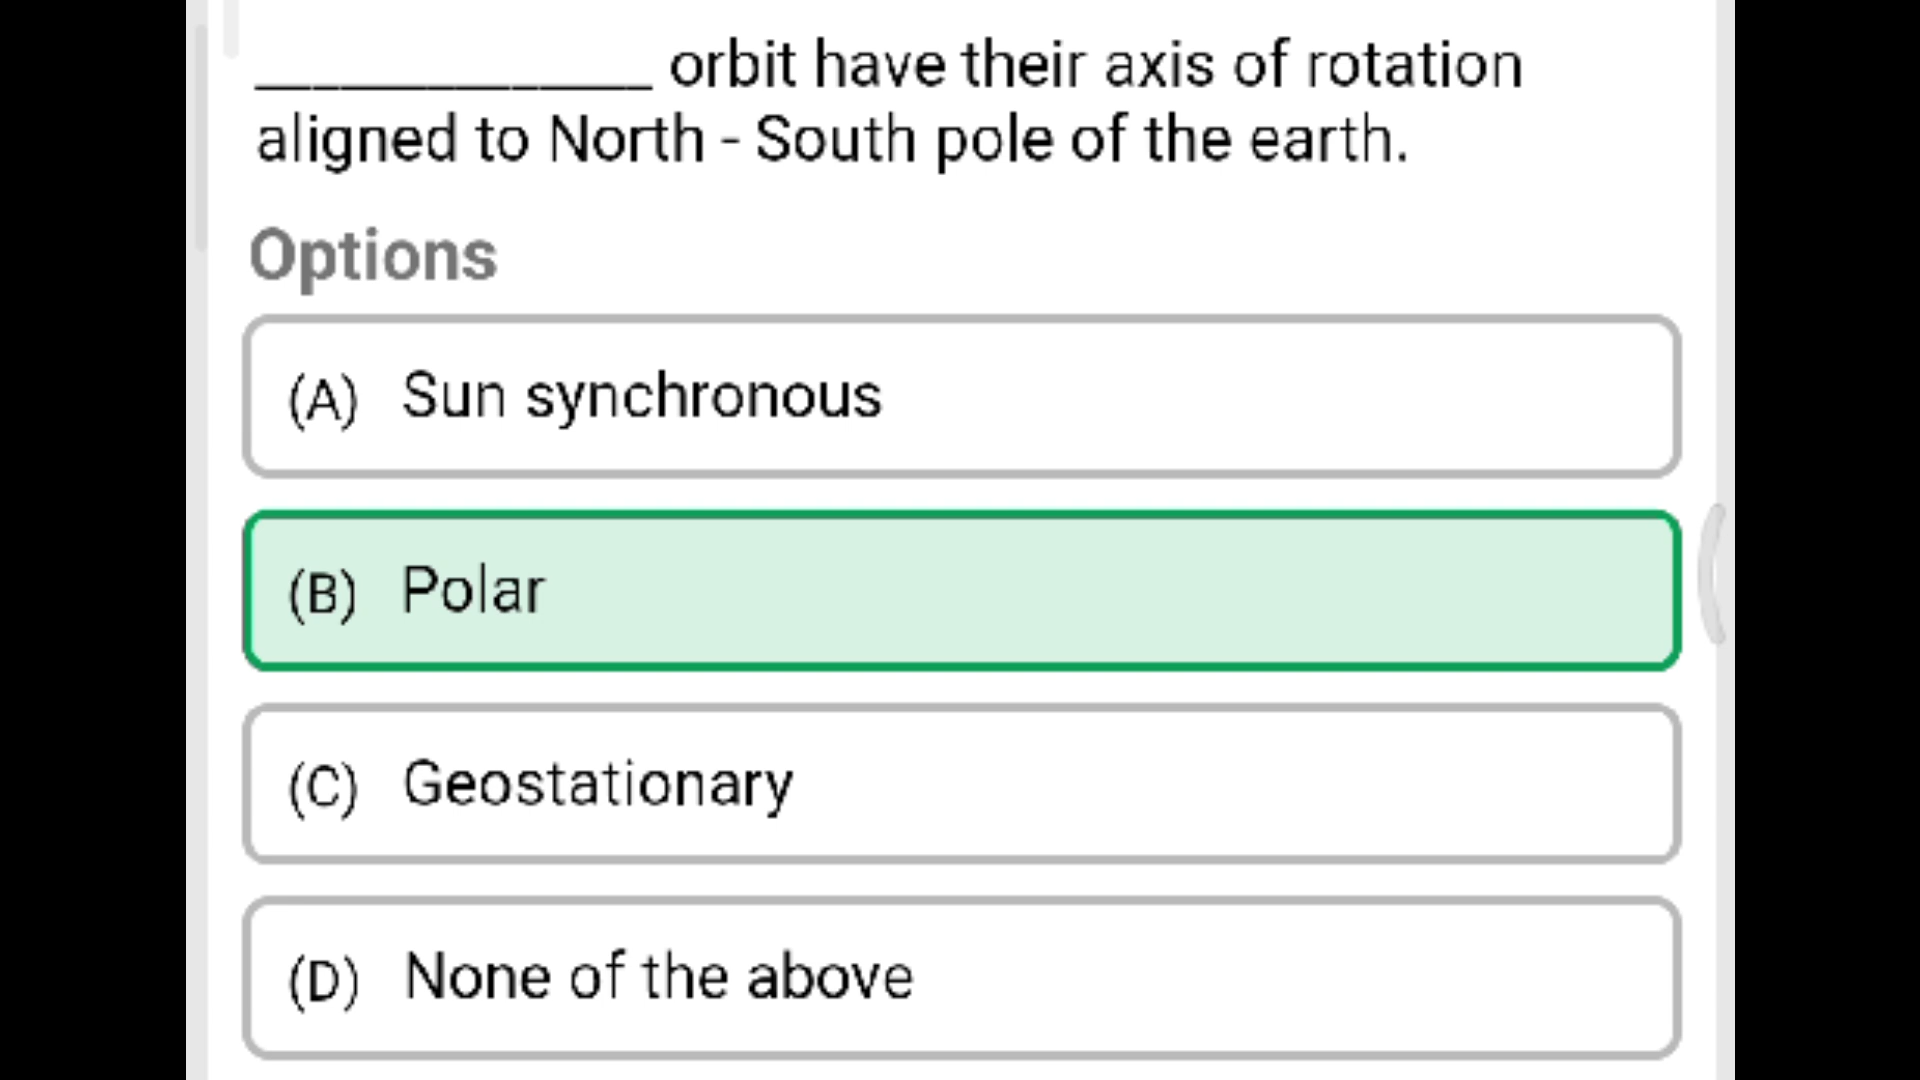 ______________ orbit have their axis of rotation
aligned to North - South pole of the earth.
Options
(A) Sun synchronous
(B) Polar
(C) Geostationary
(D) None of the above